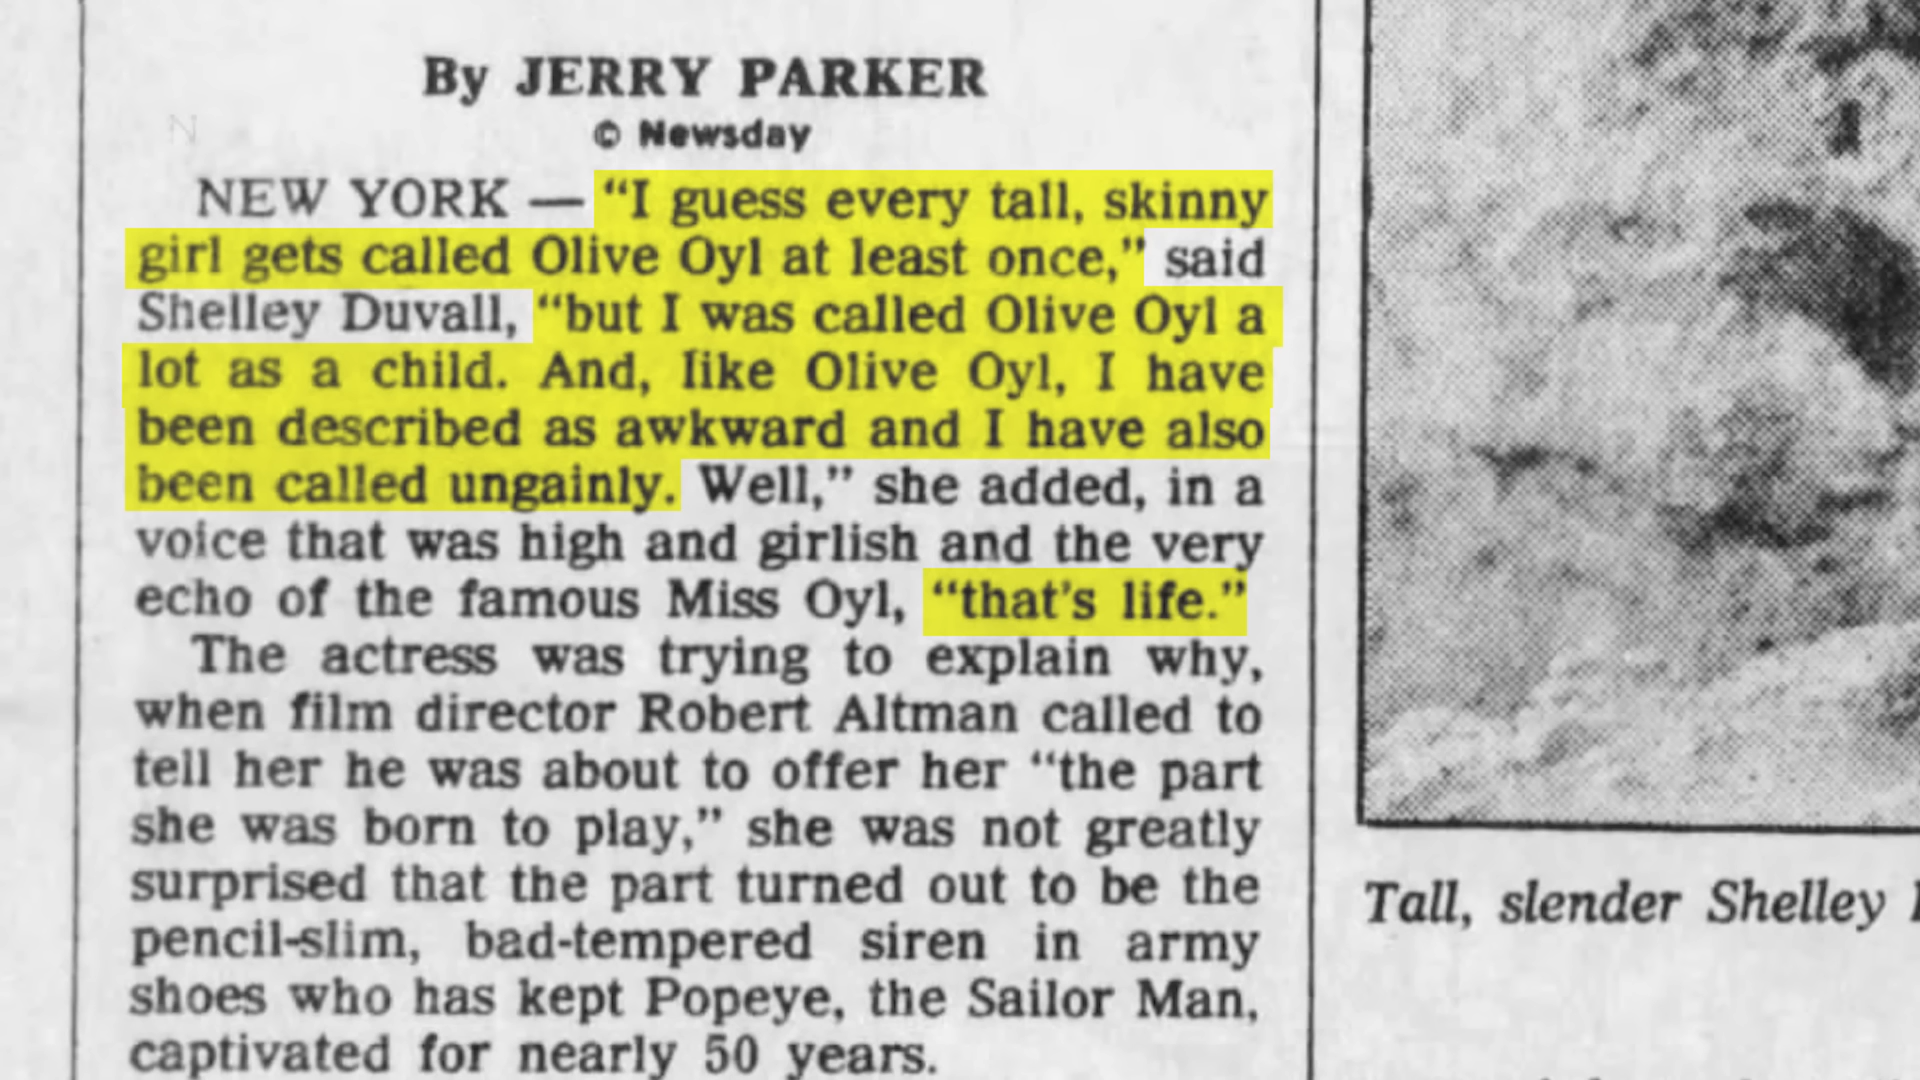 By JERRY PARKER
© Newsday
NEW YORK — “I guess every tall, skinny
girl gets called Olive Oyl at least once,” said
Shelley Duvall, “but I was called Olive Oyl a
lot as a child. And, like Olive Oyl, I have
been described as awkward and I have also
been called ungainly. Well,” she added, in a
voice that was high and girlish and the very
echo of the famous Miss Oyl, “that’s life.”
The actress was trying to explain why,
when film director Robert Altman called to
tell her he was about to offer her “the part
she was born to play,” she was not greatly
surprised that the part turned out to be the
pencil-slim, bad-tempered siren in army
shoes who has kept Popeye, the Sailor Man,
captivated for nearly 50 years.
Tall, slender Shelley